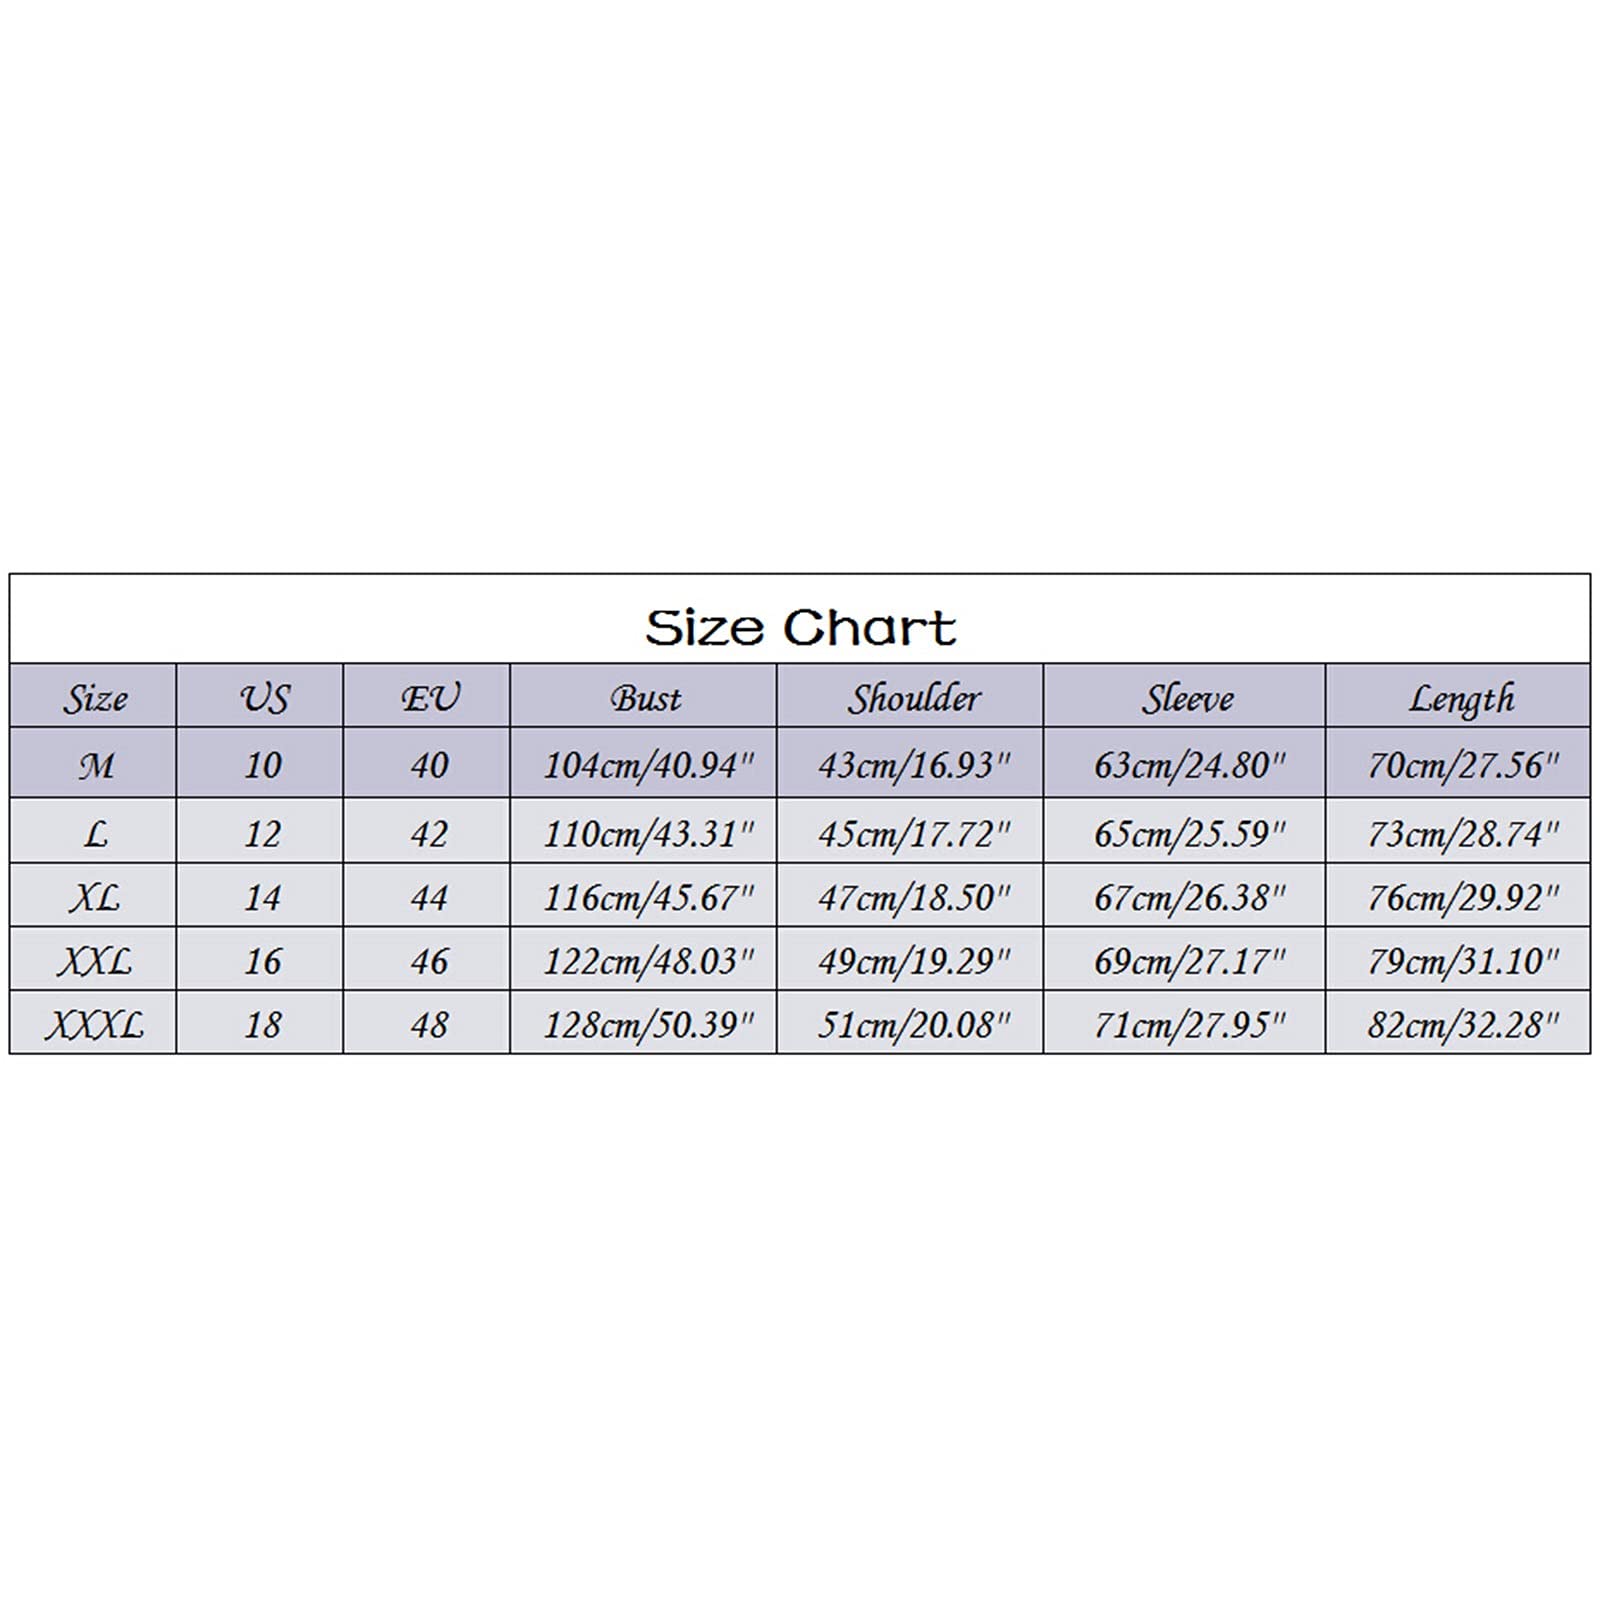 Size Chart
Size US EU Bust Shoulder Sleeve Length
M 10 40 104cm/40.94" 43cm/16.93" 63cm/24.80" 70cm/27.56"
L 12 42 110cm/43.31" 45cm/17.72" 65cm/25.59" 73cm/28.74"
XL 14 44 116cm/45.67" 47cm/18.50" 67cm/26.38" 76cm/29.92"
XXL 16 46 122cm/48.03" 49cm/19.29" 69cm/27.17" 79cm/31.10"
XXXL 18 48 128cm/50.39" 51cm/20.08" 71cm/27.95" 82cm/32.28"